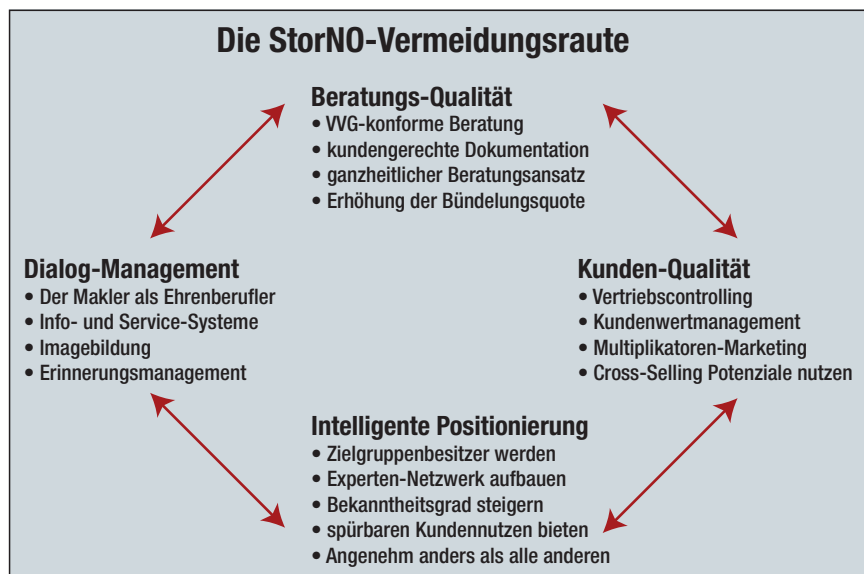 Die StorNO-Vermeidungsraute
Beratungs-Qualität
• VVG-konforme Beratung
• kundengerechte Dokumentation
• ganzheitlicher Beratungsansatz
• Erhöhung der Bündelungsquote
Dialog-Management
• Der Makler als Ehrenberufler
• Info- und Service-Systeme
• Imagebildung
• Erinnerungsmanagement
Kunden-Qualität
• Vertriebscontrolling
• Kundenwertmanagement
• Multiplikatoren-Marketing
• Cross-Selling Potenziale nutzen
Intelligente Positionierung
• Zielgruppenbesitzer werden
• Experten-Netzwerk aufbauen
• Bekanntheitsgrad steigern
• spürbaren Kundennutzen bieten
• Angenehm anders als alle anderen